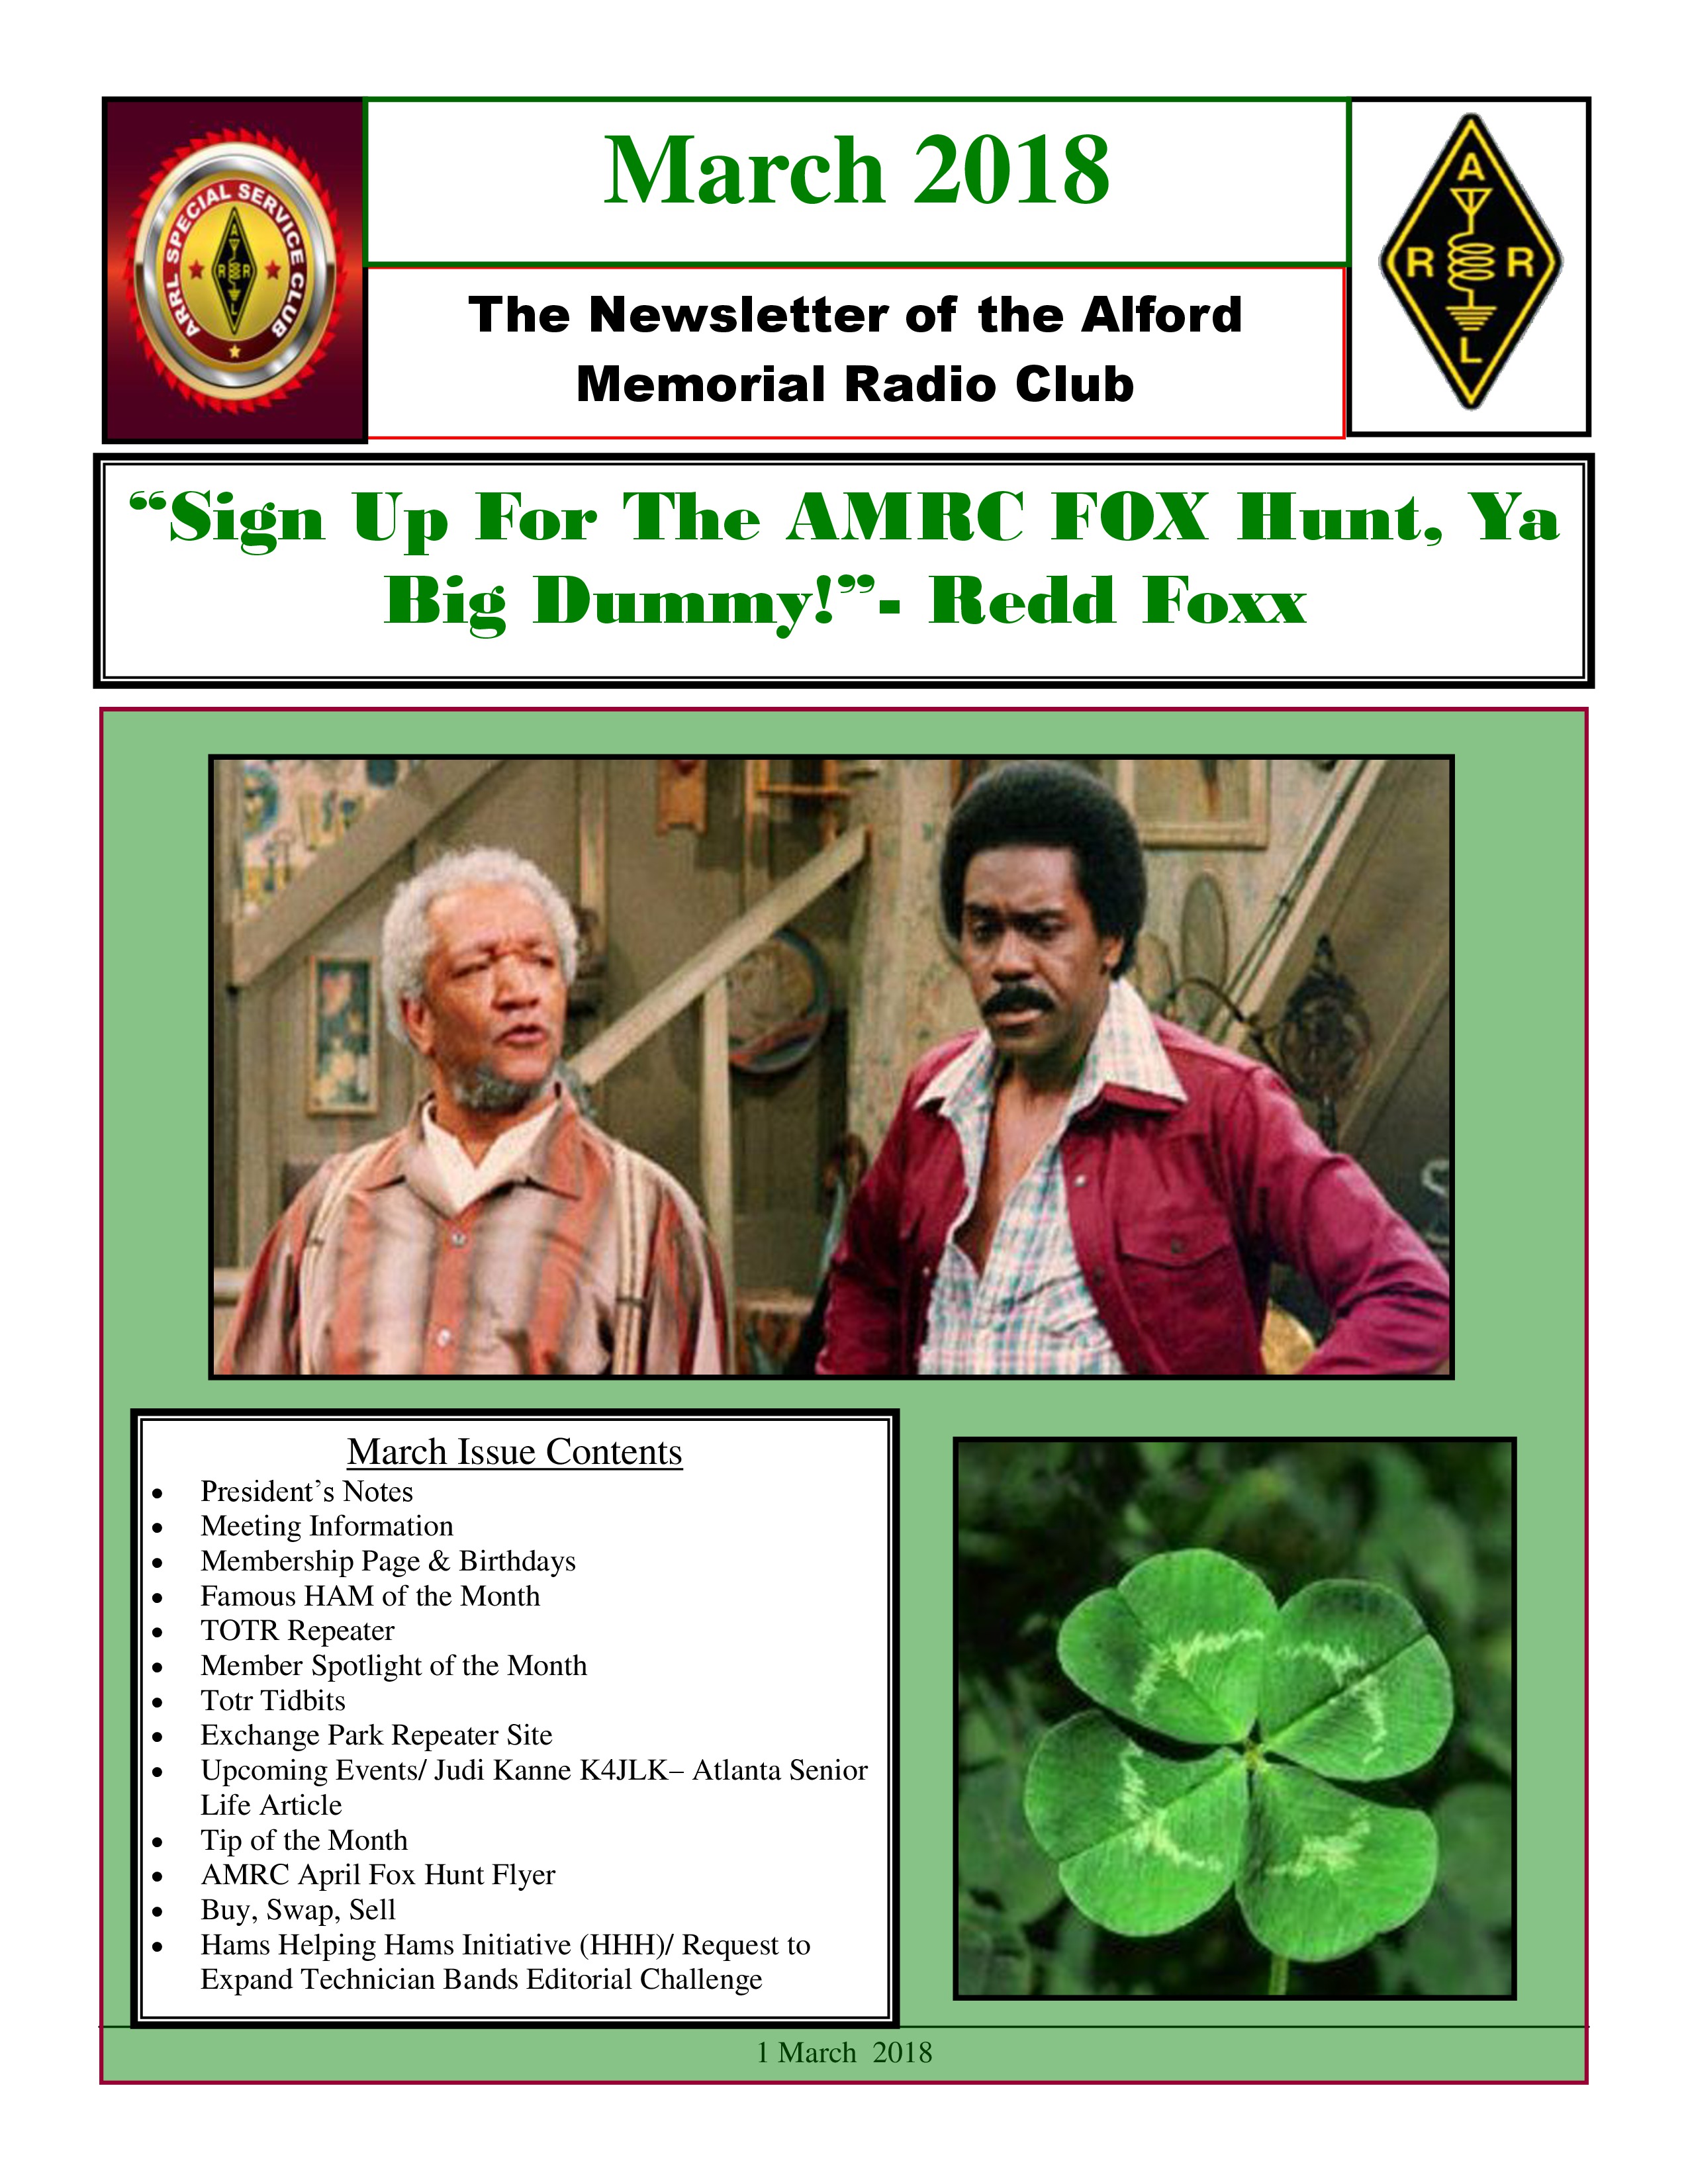 ARRL SPECIAL SERVICE CLUB
A
R R
L
March 2018
The Newsletter of the Alford
Memorial Radio Club
A
R R
L
“Sign Up For The AMRC FOX Hunt, Ya
Big Dummy!”- Redd Foxx
March Issue Contents
• President’s Notes
• Meeting Information
• Membership Page & Birthdays
• Famous HAM of the Month
• TOTR Repeater
• Member Spotlight of the Month
• Totr Tidbits
• Exchange Park Repeater Site
• Upcoming Events/ Judi Kanne K4JLK– Atlanta Senior
Life Article
• Tip of the Month
• AMRC April Fox Hunt Flyer
• Buy, Swap, Sell
• Hams Helping Hams Initiative (HHH)/ Request to
Expand Technician Bands Editorial Challenge
1 March  2018